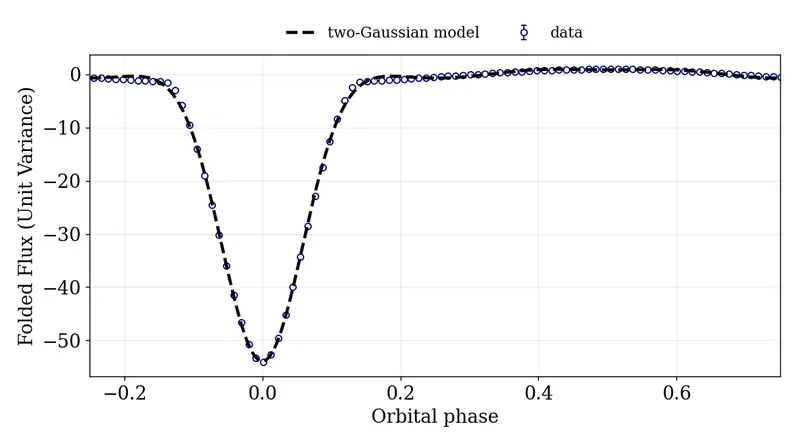 two-Gaussian model data
0
−10
−20
−30
−40
−50
Folded Flux (Unit Variance)
−0.2 0.0 0.2 0.4 0.6
Orbital phase